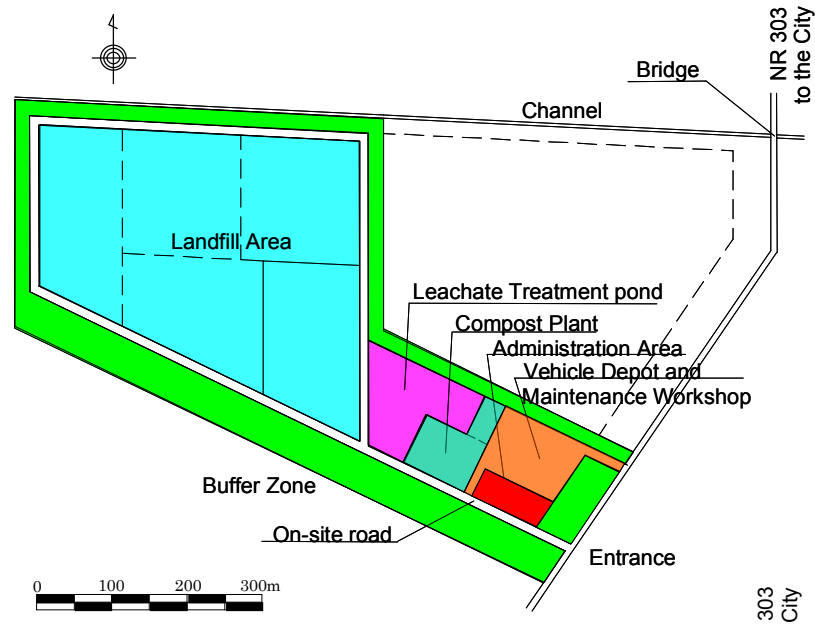 NR 303
to the City
Bridge
Channel
Landfill Area
Leachate Treatment pond
Compost Plant
Administration Area
Vehicle Depot and
Maintenance Workshop
Buffer Zone
On-site road
Entrance
0 100 200 300m
303
City